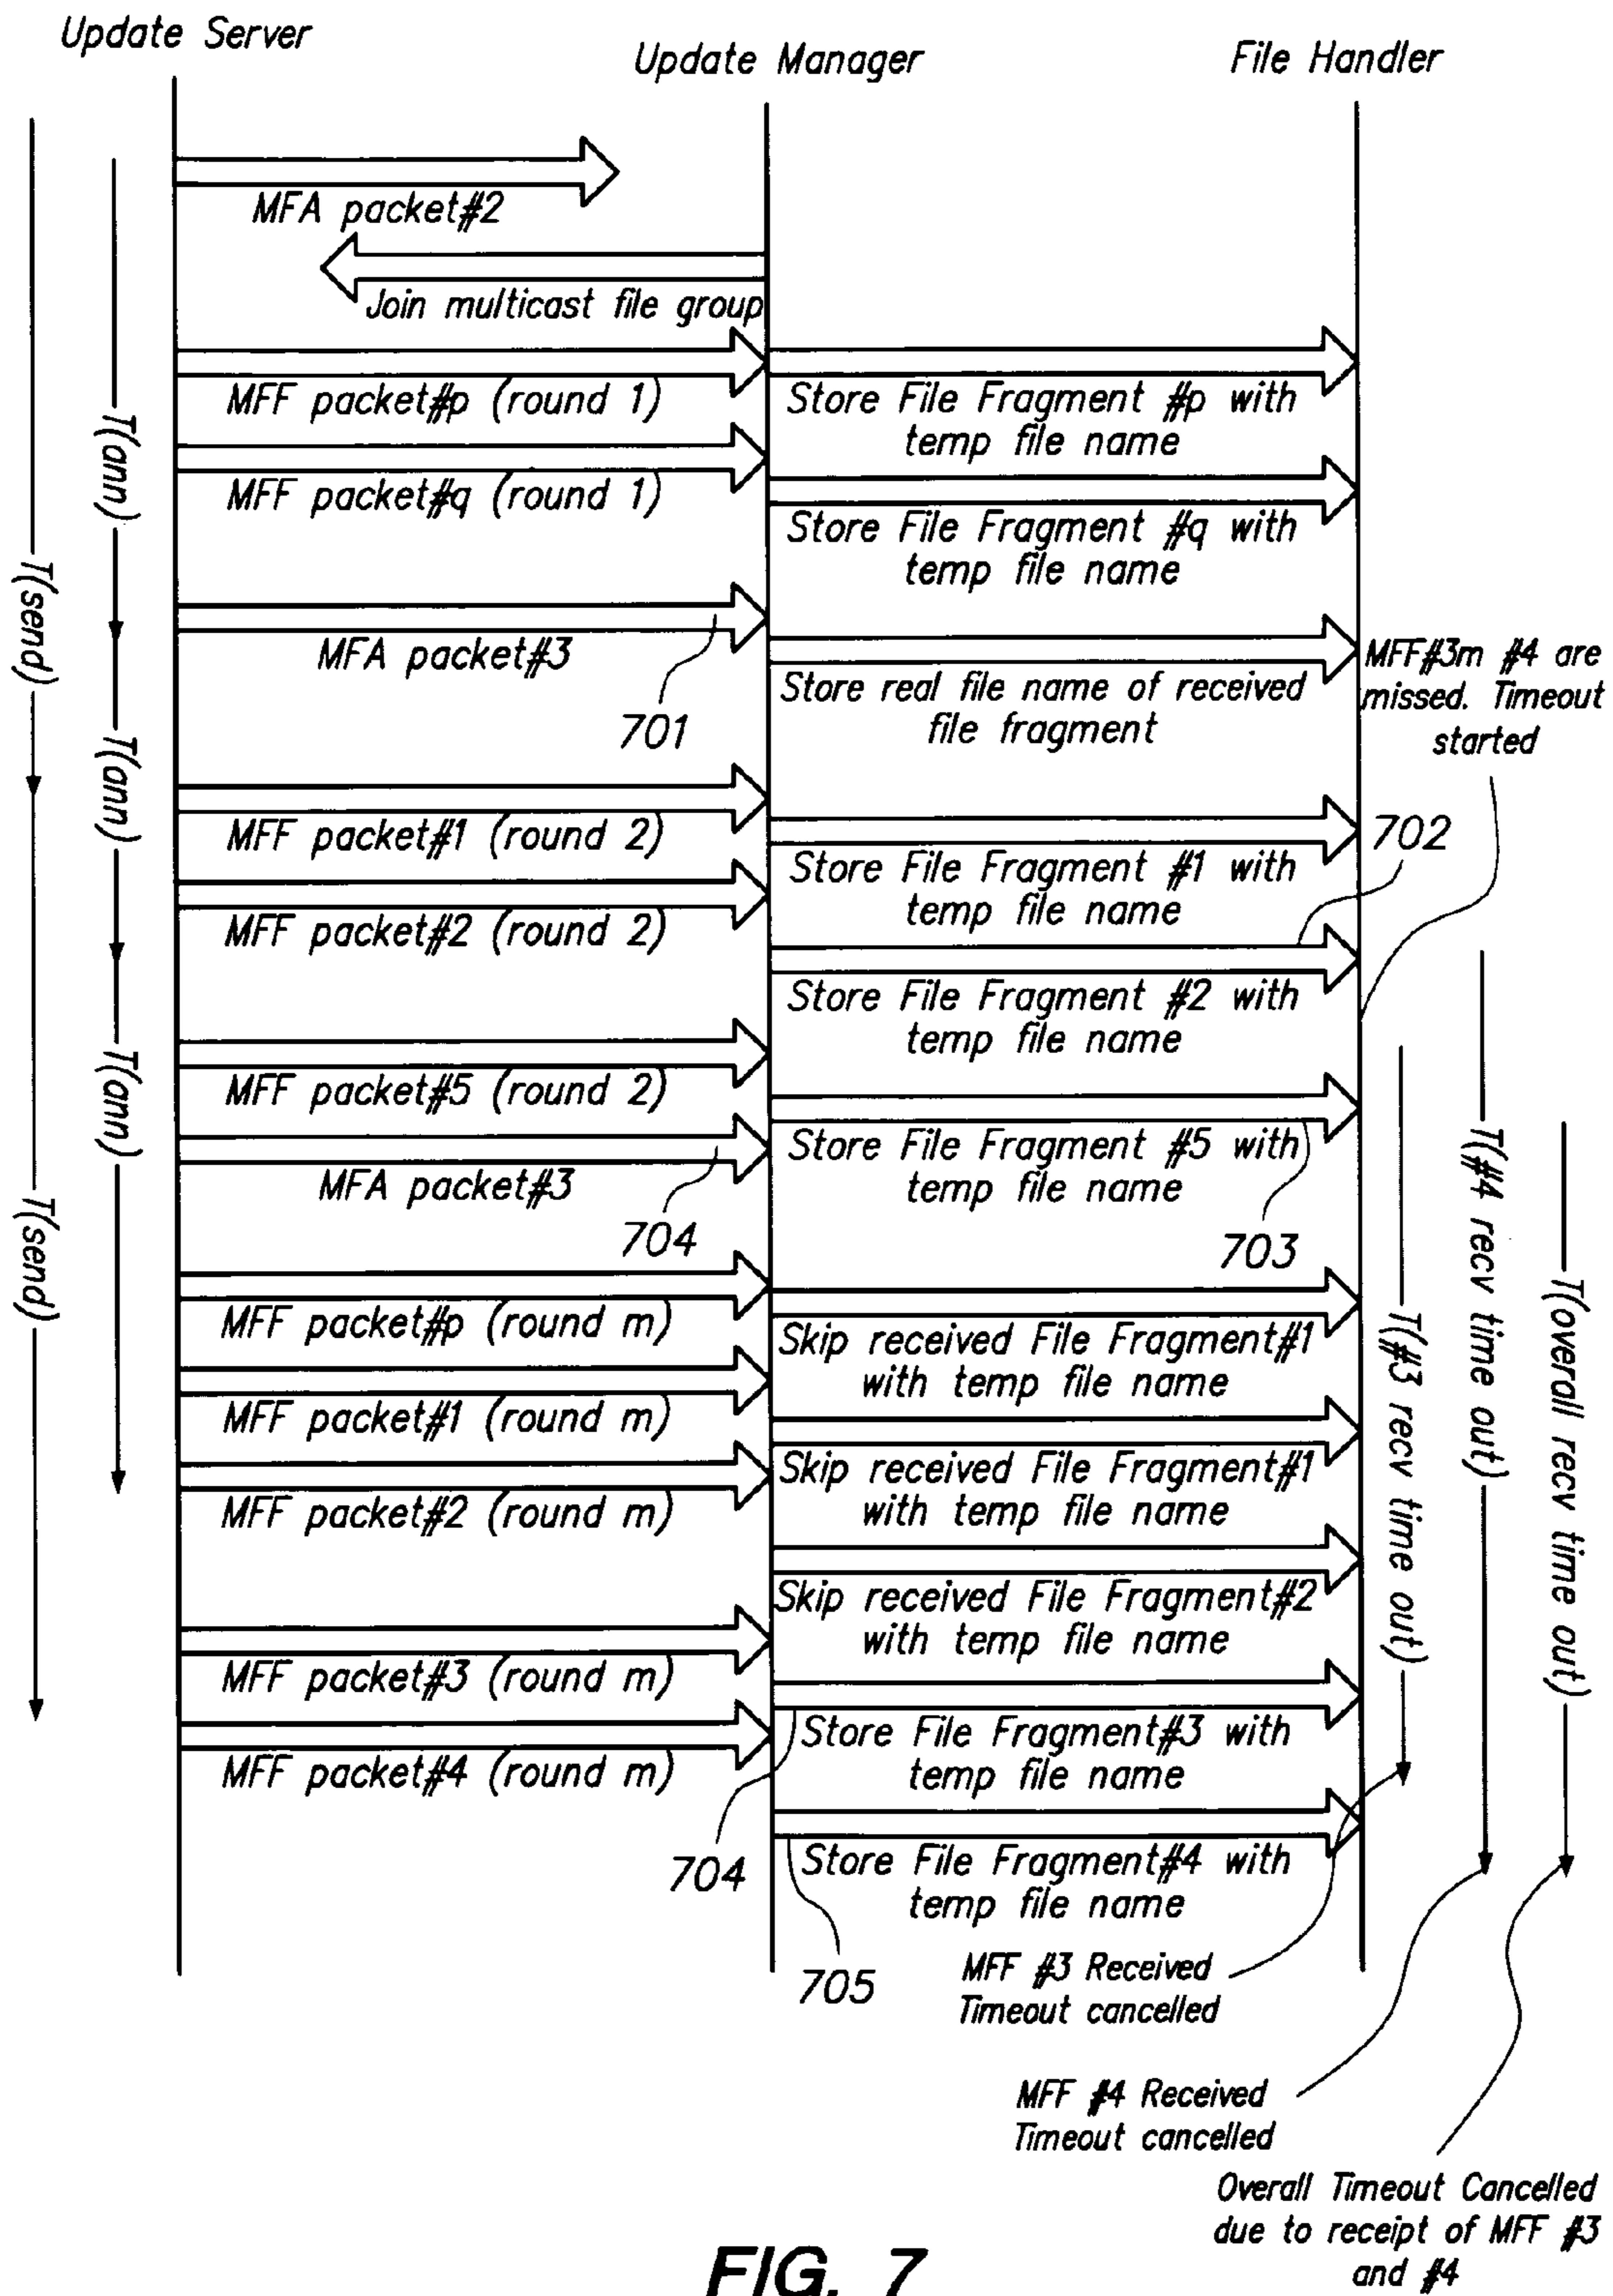 Update Server
Update Manager
File Handler
MFA packet#2
Join multicast file group
MFF packet#p (round 1)
Store File Fragment #p with
temp file name
MFF packet#q (round 1)
Store File Fragment #q with
temp file name
T(ann)
T(send)
MFA packet#3
701
Store real file name of received
file fragment
MFF#3m #4 are
missed. Timeout
started
T(ann)
MFF packet#1 (round 2)
Store File Fragment #1 with
temp file name
702
MFF packet#2 (round 2)
Store File Fragment #2 with
temp file name
T(ann)
MFF packet#5 (round 2)
Store File Fragment #5 with
temp file name
703
MFA packet#3
704
T(send)
T(#3 recv time out)
T(#4 recv time out)
T(overall recv time out)
MFF packet#p (round m)
Skip received File Fragment#1
with temp file name
MFF packet#1 (round m)
Skip received File Fragment#1
with temp file name
MFF packet#2 (round m)
Skip received File Fragment#2
with temp file name
MFF packet#3 (round m)
Store File Fragment#3 with
temp file name
704
MFF packet#4 (round m)
Store File Fragment#4 with
temp file name
705
MFF #3 Received
Timeout cancelled
MFF #4 Received
Timeout cancelled
Overall Timeout Cancelled
due to receipt of MFF #3
and #4
FIG. 7